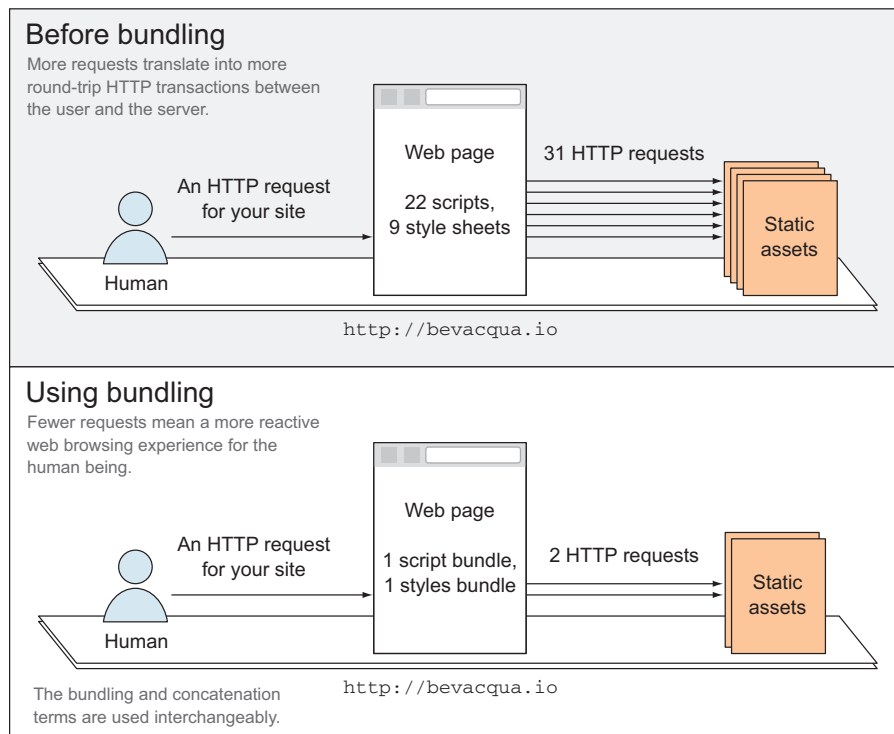 Before bundling
More requests translate into more
round-trip HTTP transactions between
the user and the server.
Web page
22 scripts,
9 style sheets
31 HTTP requests
An HTTP request
for your site
Static
assets
Human
http://bevacqua.io
Using bundling
Fewer requests mean a more reactive
web browsing experience for the
human being.
Web page
1 script bundle,
1 styles bundle
An HTTP request
for your site
2 HTTP requests
Static
assets
Human
http://bevacqua.io
The bundling and concatenation
terms are used interchangeably.